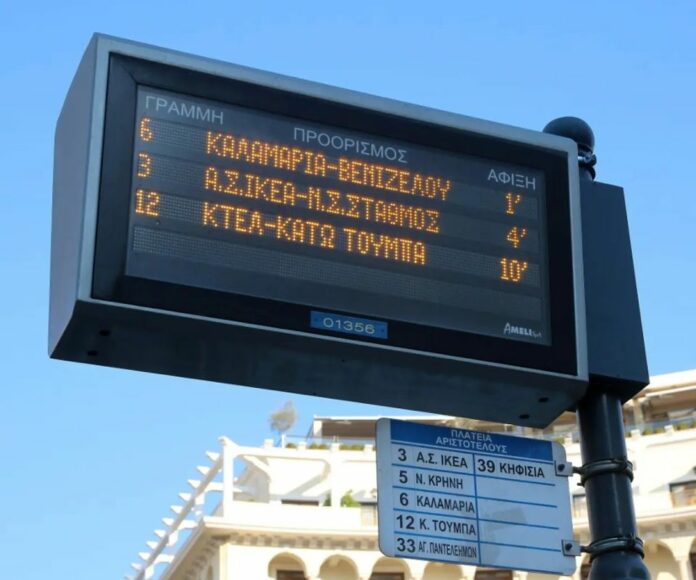 ΓΡΑΜΜΗ ΠΡΟΟΡΙΣΜΟΣ ΑΦΙΞΗ
6 ΚΑΛΑΜΑΡΙΑ-ΒΕΝΙΖΕΛΟΥ 1'
3 Α.Σ.ΙΚΕΑ-Ν.Σ.ΣΤΑΘΜΟΣ 4'
12 ΚΤΕΛ-ΚΑΤΩ ΤΟΥΜΠΑ 10'
01356
AMELI
ΠΛΑΤΕΙΑ
ΑΡΙΣΤΟΤΕΛΟΥΣ
3 Α.Σ. ΙΚΕΑ 39 ΚΗΦΙΣΙΑ
5 Ν. ΚΡΗΝΗ
6 ΚΑΛΑΜΑΡΙΑ
12 Κ. ΤΟΥΜΠΑ
33 ΑΓ. ΠΑΝΤΕΛΕΗΜΩΝ